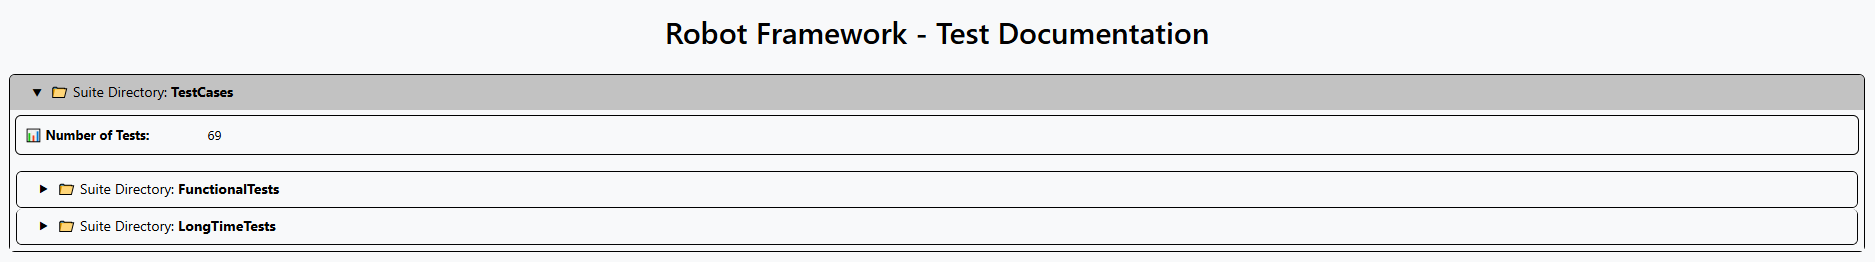 Robot Framework - Test Documentation
Suite Directory: TestCases
Number of Tests: 69
Suite Directory: FunctionalTests
Suite Directory: LongTimeTests